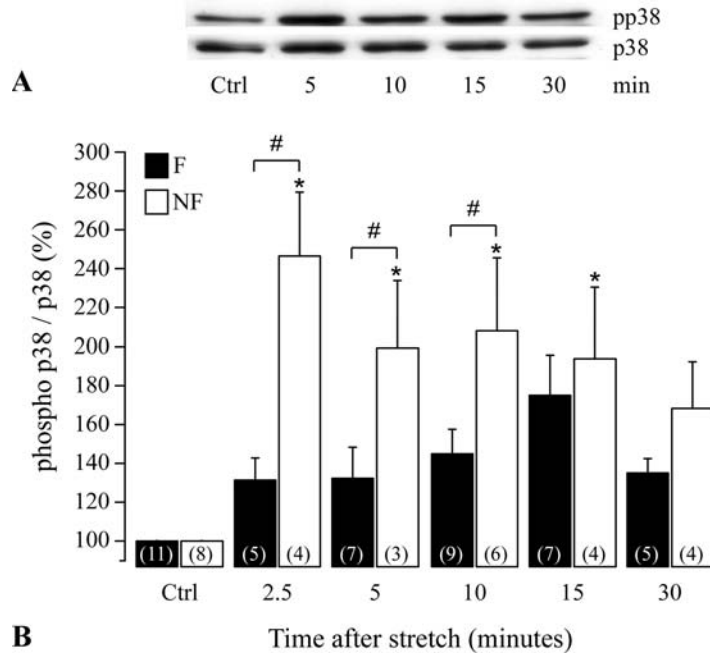 pp38
p38
A Ctrl 5 10 15 30 min
300
280
260
240
220
200
180
160
140
120
100
phospho p38 / p38 (%)
F
NF
#
*
#
*
#
*
*
(11) (8) (5) (4) (7) (3) (9) (6) (7) (4) (5) (4)
Ctrl 2.5 5 10 15 30
B Time after stretch (minutes)